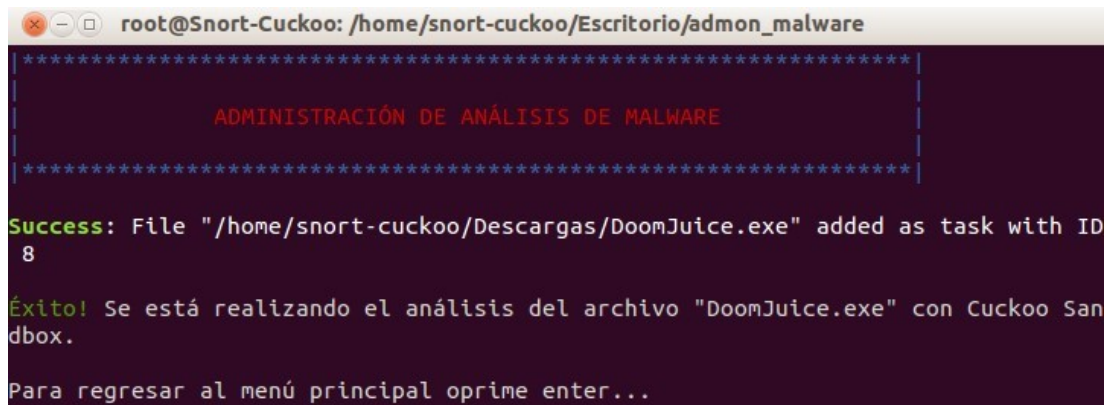 root@Snort-Cuckoo: /home/snort-cuckoo/Escritorio/admon_malware
|*****************************************************************|
ADMINISTRACIÓN DE ANÁLISIS DE MALWARE
|*****************************************************************|
Success: File "/home/snort-cuckoo/Descargas/DoomJuice.exe" added as task with ID
8
Éxito! Se está realizando el análisis del archivo "DoomJuice.exe" con Cuckoo San
dbox.
Para regresar al menú principal oprime enter...